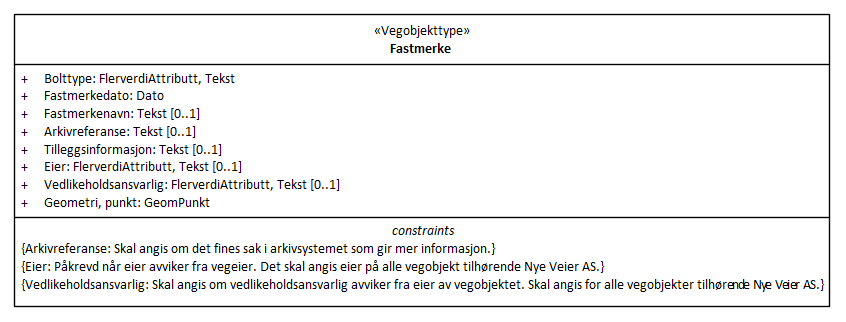 «Vegobjekttype»
Fastmerke
+ Bolttype: FlerverdiAttributt, Tekst
+ Fastmerkedato: Dato
+ Fastmerkenavn: Tekst [0..1]
+ Arkivreferanse: Tekst [0..1]
+ Tilleggsinformasjon: Tekst [0..1]
+ Eier: FlerverdiAttributt, Tekst [0..1]
+ Vedlikeholdsansvarlig: FlerverdiAttributt, Tekst [0..1]
+ Geometri, punkt: GeomPunkt
constraints
{Arkivreferanse: Skal angis om det fines sak i arkivsystemet som gir mer informasjon.}
{Eier: Påkrevd når eier avviker fra vegeier. Det skal angis eier på alle vegobjekt tilhørende Nye Veier AS.}
{Vedlikeholdsansvarlig: Skal angis om vedlikeholdsansvarlig avviker fra eier av vegobjektet. Skal angis for alle vegobjekter tilhørende Nye Veier AS.}